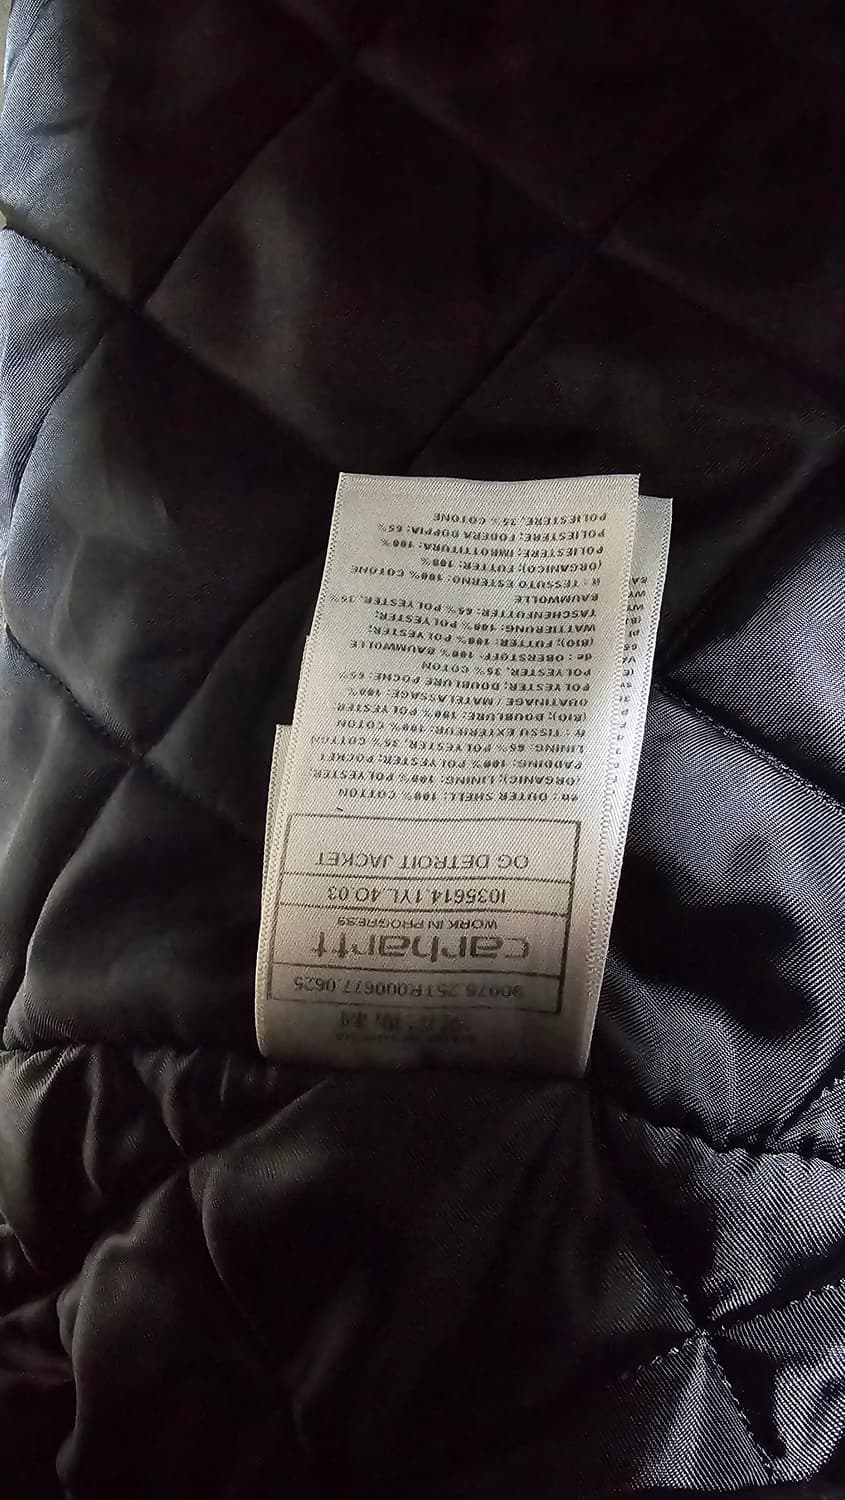 90076.25TR000677.0625
carhartt
WORK IN PROGRESS
I035614.1YL.4O.03
OG DETROIT JACKET
en : OUTER SHELL: 100% COTTON
(ORGANIC); LINING: 100% POLYESTER;
PADDING: 100% POLYESTER; POCKET
LINING: 65% POLYESTER, 35% COTTON
fr : TISSU EXTÉRIEUR: 100% COTON
(BIO); DOUBLURE: 100% POLYESTER
OUATINAGE / MATELASSAGE: 100%
POLYESTER; DOUBLURE POCHE: 65%
POLYESTER, 35% COTON
de : OBERSTOFF: 100% BAUMWOLLE
(BIO); FUTTER: 100% POLYESTER;
WATTIERUNG: 100% POLYESTER;
TASCHENFUTTER: 65% POLYESTER, 35%
BAUMWOLLE
it : TESSUTO ESTERNO: 100% COTONE
(ORGANICO); FUTTER: 100%
POLIESTERE; IMBOTTITURA: 100%
POLIESTERE; FODERA DOPPIA: 65%
POLIESTERE, 35% COTONE